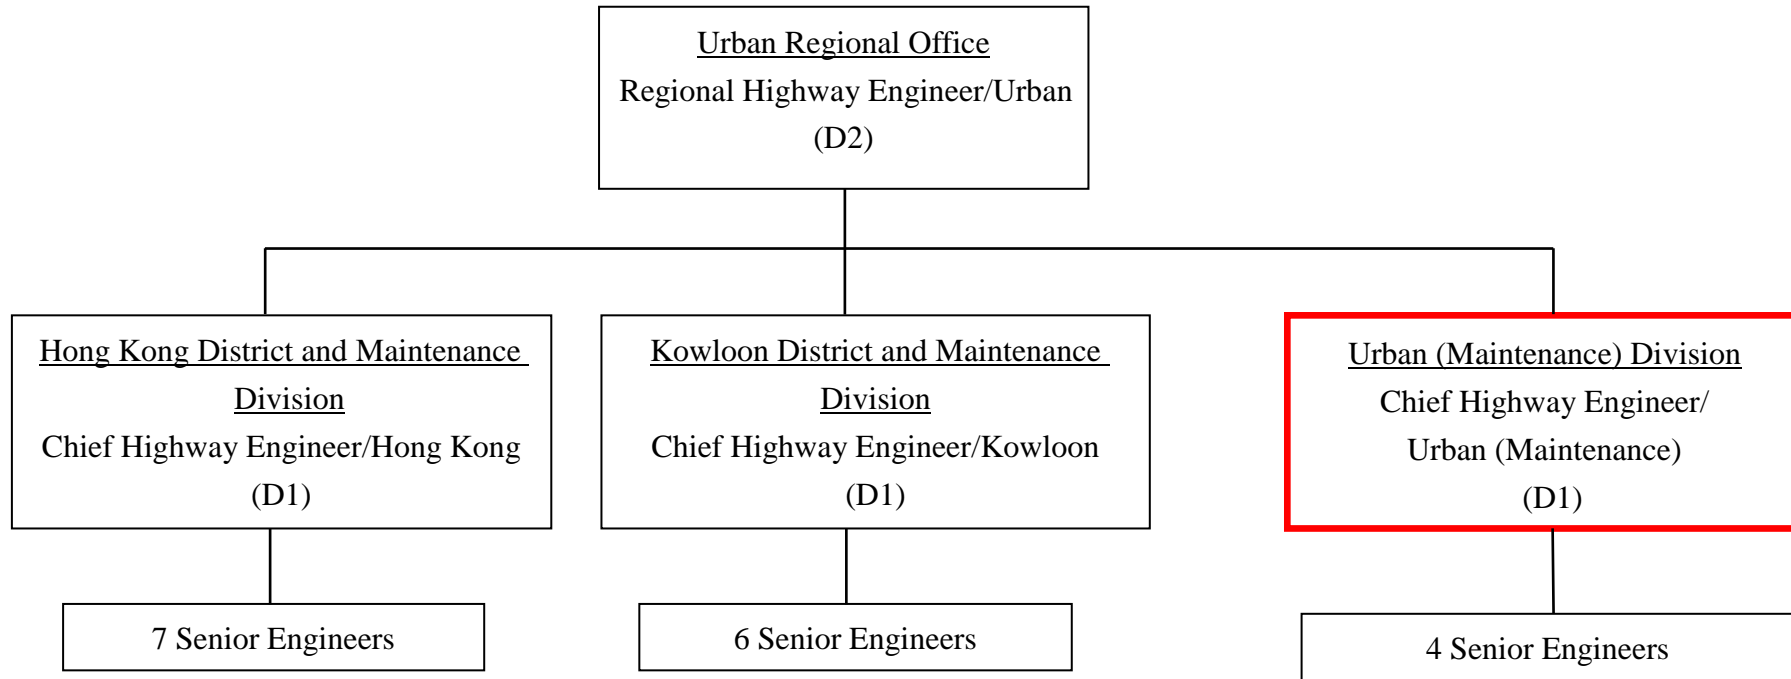 Urban Regional Office
Regional Highway Engineer/Urban
(D2)
Hong Kong District and Maintenance
Division
Chief Highway Engineer/Hong Kong
(D1)
Kowloon District and Maintenance
Division
Chief Highway Engineer/Kowloon
(D1)
Urban (Maintenance) Division
Chief Highway Engineer/
Urban (Maintenance)
(D1)
7 Senior Engineers
6 Senior Engineers
4 Senior Engineers